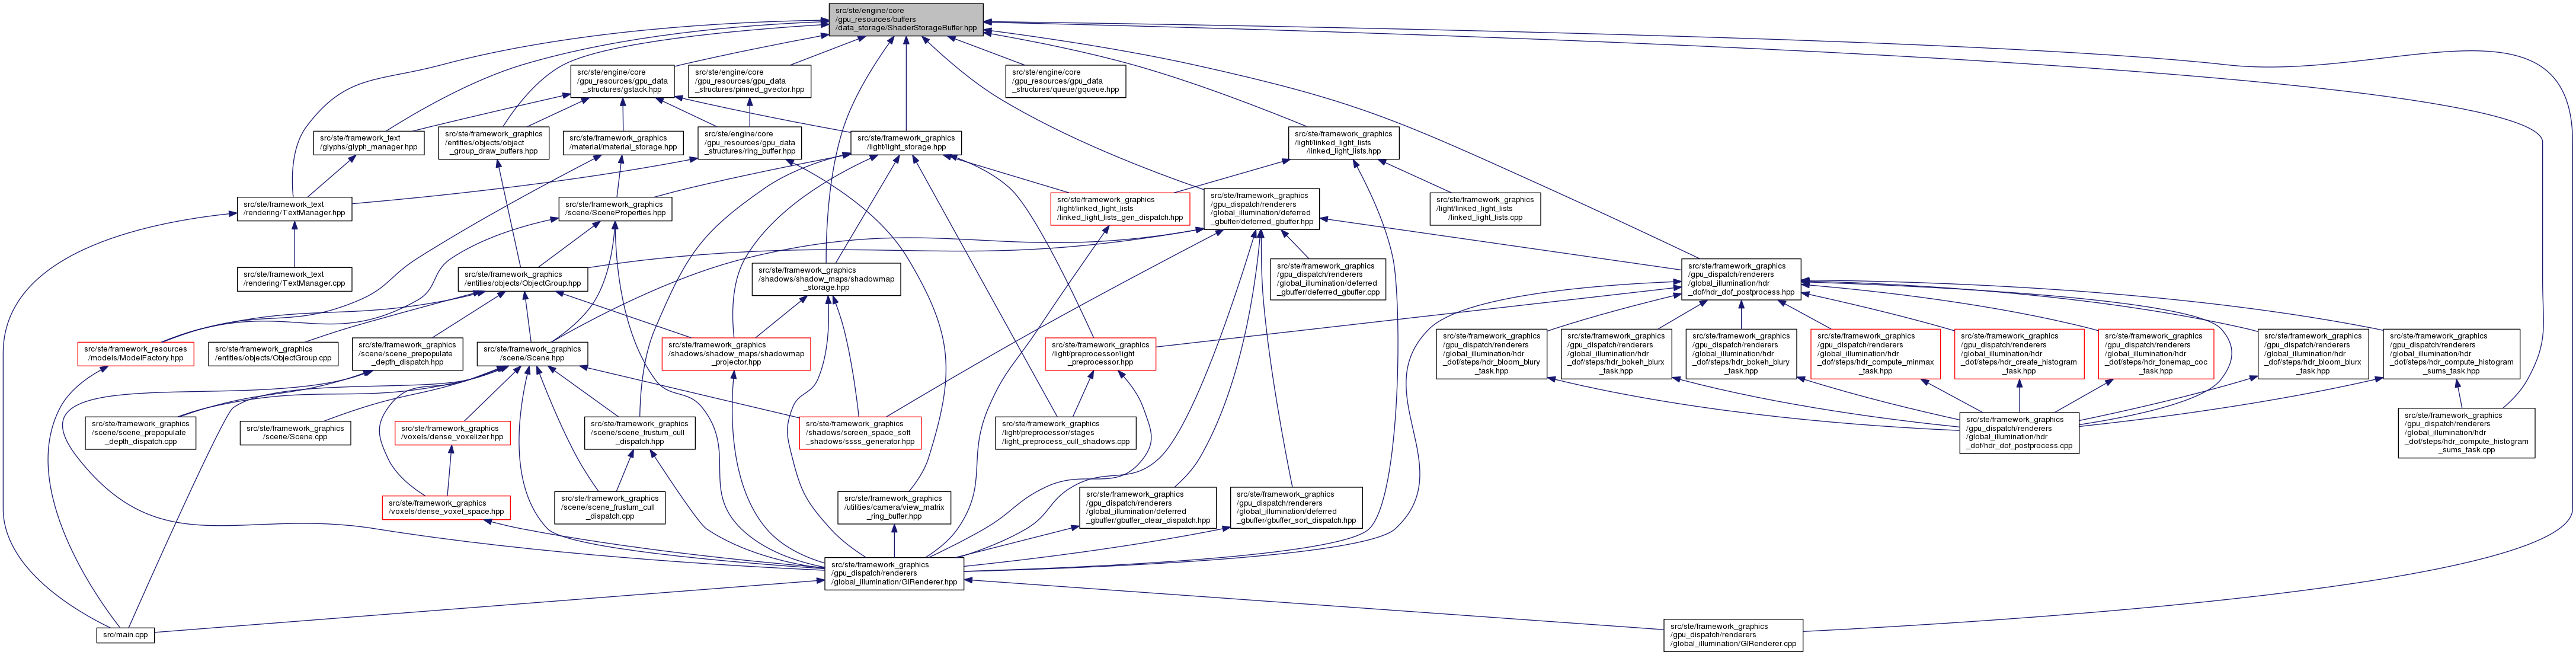 src/ste/engine/core
/gpu_resources/buffers
/data_storage/ShaderStorageBuffer.hpp
src/ste/engine/core
/gpu_resources/gpu_data
_structures/gstack.hpp
src/ste/engine/core
/gpu_resources/gpu_data
_structures/pinned_gvector.hpp
src/ste/engine/core
/gpu_resources/gpu_data
_structures/queue/gqueue.hpp
src/ste/framework_text
/glyphs/glyph_manager.hpp
src/ste/framework_graphics
/entities/objects/object
_group_draw_buffers.hpp
src/ste/framework_graphics
/material/material_storage.hpp
src/ste/engine/core
/gpu_resources/gpu_data
_structures/ring_buffer.hpp
src/ste/framework_graphics
/light/light_storage.hpp
src/ste/framework_graphics
/light/linked_light_lists
/linked_light_lists.hpp
src/ste/framework_text
/rendering/TextManager.hpp
src/ste/framework_graphics
/scene/SceneProperties.hpp
src/ste/framework_graphics
/light/linked_light_lists
/linked_light_lists_gen_dispatch.hpp
src/ste/framework_graphics
/gpu_dispatch/renderers
/global_illumination/deferred
_gbuffer/deferred_gbuffer.hpp
src/ste/framework_graphics
/light/linked_light_lists
/linked_light_lists.cpp
src/ste/framework_text
/rendering/TextManager.cpp
src/ste/framework_graphics
/entities/objects/ObjectGroup.hpp
src/ste/framework_graphics
/shadows/shadow_maps/shadowmap
_storage.hpp
src/ste/framework_graphics
/gpu_dispatch/renderers
/global_illumination/deferred
_gbuffer/deferred_gbuffer.cpp
src/ste/framework_graphics
/gpu_dispatch/renderers
/global_illumination/hdr
_dof/hdr_dof_postprocess.hpp
src/ste/framework_resources
/models/ModelFactory.hpp
src/ste/framework_graphics
/entities/objects/ObjectGroup.cpp
src/ste/framework_graphics
/scene/scene_prepopulate
_depth_dispatch.hpp
src/ste/framework_graphics
/scene/Scene.hpp
src/ste/framework_graphics
/shadows/shadow_maps/shadowmap
_projector.hpp
src/ste/framework_graphics
/light/preprocessor/light
_preprocessor.hpp
src/ste/framework_graphics
/gpu_dispatch/renderers
/global_illumination/hdr
_dof/steps/hdr_bloom_blury
_task.hpp
src/ste/framework_graphics
/gpu_dispatch/renderers
/global_illumination/hdr
_dof/steps/hdr_bokeh_blurx
_task.hpp
src/ste/framework_graphics
/gpu_dispatch/renderers
/global_illumination/hdr
_dof/steps/hdr_bokeh_blury
_task.hpp
src/ste/framework_graphics
/gpu_dispatch/renderers
/global_illumination/hdr
_dof/steps/hdr_compute_minmax
_task.hpp
src/ste/framework_graphics
/gpu_dispatch/renderers
/global_illumination/hdr
_dof/steps/hdr_create_histogram
_task.hpp
src/ste/framework_graphics
/gpu_dispatch/renderers
/global_illumination/hdr
_dof/steps/hdr_tonemap_coc
_task.hpp
src/ste/framework_graphics
/gpu_dispatch/renderers
/global_illumination/hdr
_dof/steps/hdr_bloom_blurx
_task.hpp
src/ste/framework_graphics
/gpu_dispatch/renderers
/global_illumination/hdr
_dof/steps/hdr_compute_histogram
_sums_task.hpp
src/ste/framework_graphics
/scene/scene_prepopulate
_depth_dispatch.cpp
src/ste/framework_graphics
/scene/Scene.cpp
src/ste/framework_graphics
/voxels/dense_voxelizer.hpp
src/ste/framework_graphics
/scene/scene_frustum_cull
_dispatch.hpp
src/ste/framework_graphics
/shadows/screen_space_soft
_shadows/ssss_generator.hpp
src/ste/framework_graphics
/light/preprocessor/stages
/light_preprocess_cull_shadows.cpp
src/ste/framework_graphics
/gpu_dispatch/renderers
/global_illumination/hdr
_dof/hdr_dof_postprocess.cpp
src/ste/framework_graphics
/gpu_dispatch/renderers
/global_illumination/hdr
_dof/steps/hdr_compute_histogram
_sums_task.cpp
src/ste/framework_graphics
/voxels/dense_voxel_space.hpp
src/ste/framework_graphics
/scene/scene_frustum_cull
_dispatch.cpp
src/ste/framework_graphics
/utilities/camera/view_matrix
_ring_buffer.hpp
src/ste/framework_graphics
/gpu_dispatch/renderers
/global_illumination/deferred
_gbuffer/gbuffer_clear_dispatch.hpp
src/ste/framework_graphics
/gpu_dispatch/renderers
/global_illumination/deferred
_gbuffer/gbuffer_sort_dispatch.hpp
src/ste/framework_graphics
/gpu_dispatch/renderers
/global_illumination/GIRenderer.hpp
src/main.cpp
src/ste/framework_graphics
/gpu_dispatch/renderers
/global_illumination/GIRenderer.cpp